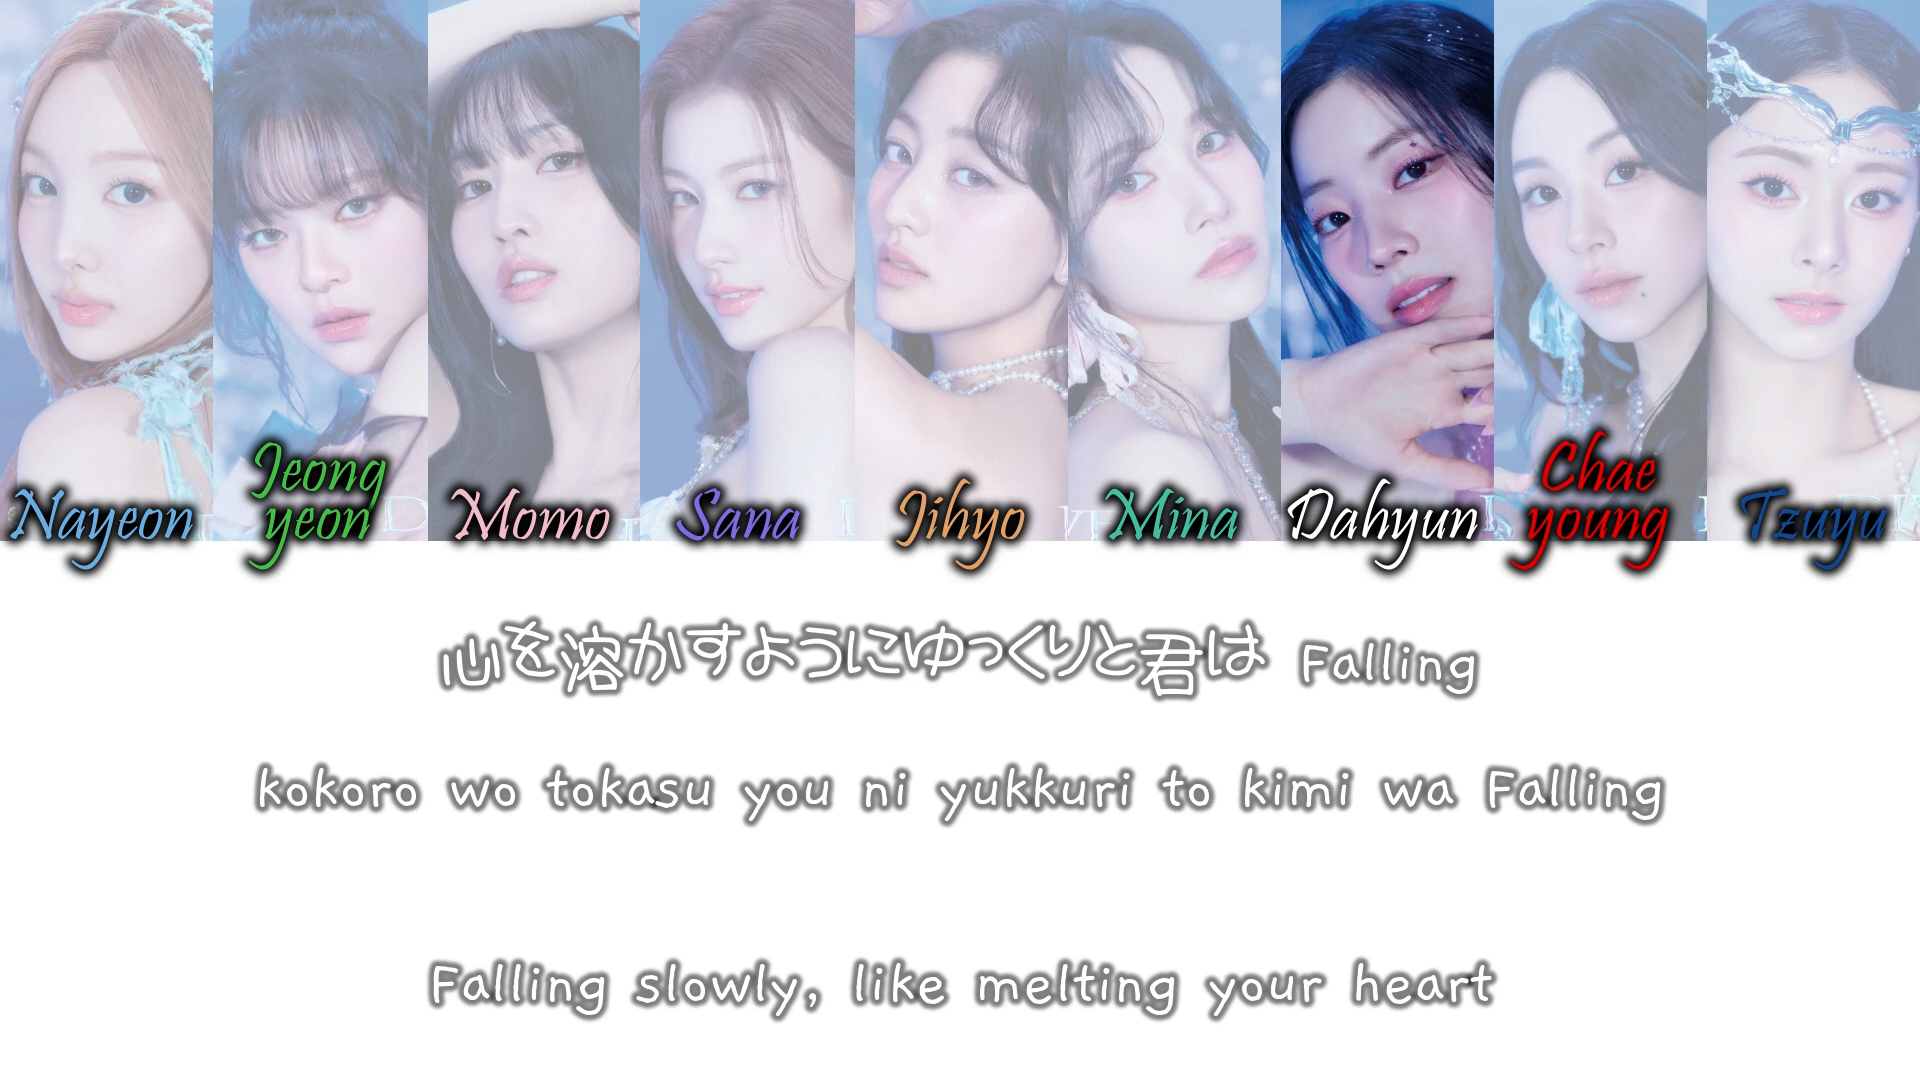 Nayeon
Jeong
yeon
Momo
Sana
Jihyo
Mina
Dahyun
Chae
young
Tzuyu
心を溶かすようにゆっくりと君は Falling
kokoro wo tokasu you ni yukkuri to kimi wa Falling
Falling slowly, like melting your heart